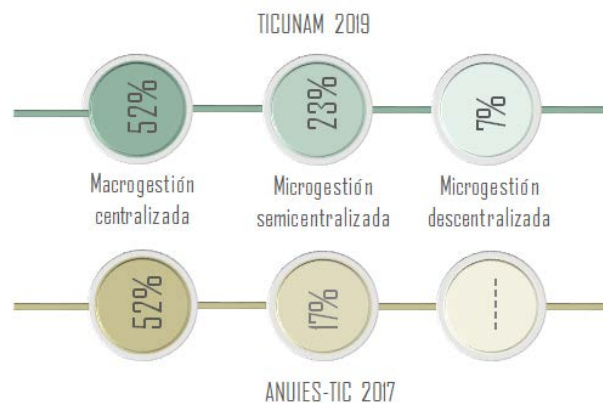 TICUNAM 2019
52%
23%
7%
Macrogestión
centralizada
Microgestión
semicentralizada
Microgestión
descentralizada
52%
17%
-----
ANUIES-TIC 2017